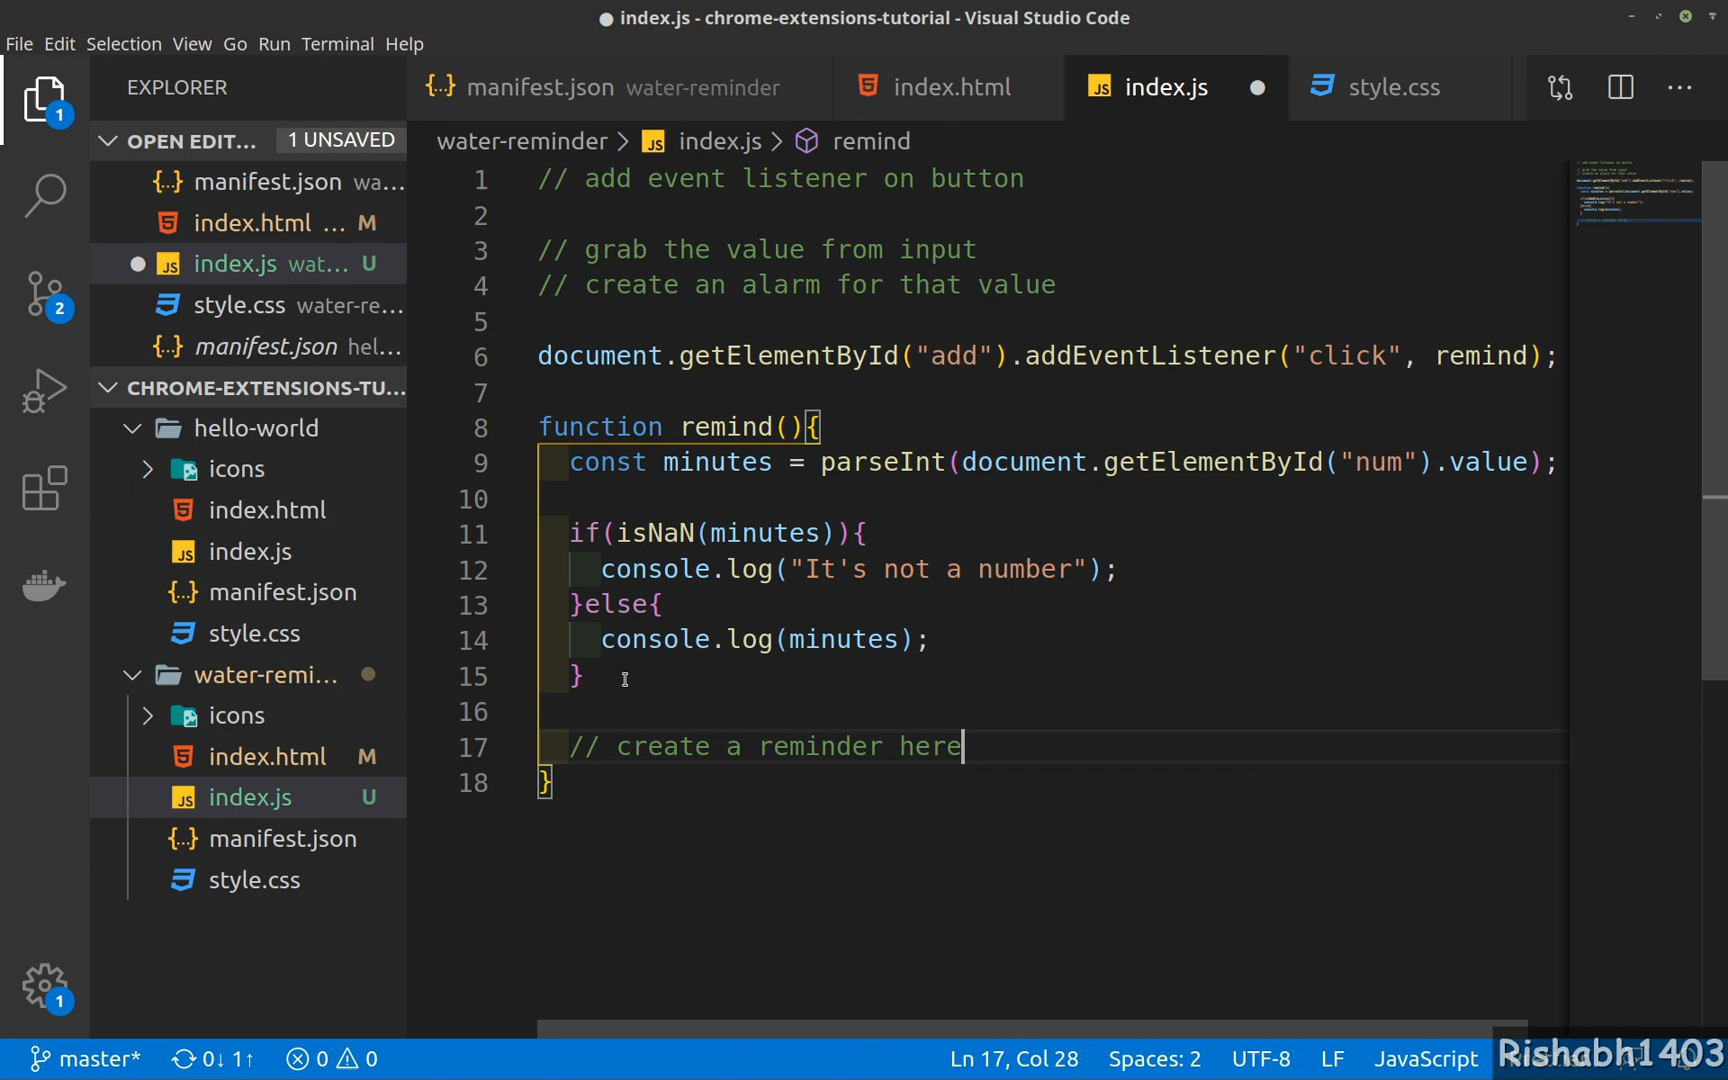 index.js - chrome-extensions-tutorial - Visual Studio Code
File Edit Selection View Go Run Terminal Help
EXPLORER
manifest.json water-reminder
index.html
JS index.js
style.css
OPEN EDIT... 1 UNSAVED
{..} manifest.json wa...
index.html ... M
JS index.js wat... U
style.css water-re...
{..} manifest.json hel...
CHROME-EXTENSIONS-TU...
hello-world
icons
index.html
JS index.js
{..} manifest.json
style.css
water-remi...
icons
index.html M
JS index.js U
{..} manifest.json
style.css
1
2
1
water-reminder > JS index.js > remind
1 // add event listener on button
2
3 // grab the value from input
4 // create an alarm for that value
5
6 document.getElementById("add").addEventListener("click", remind);
7
8 function remind(){
9 const minutes = parseInt(document.getElementById("num").value);
10
11 if(isNaN(minutes)){
12 console.log("It's not a number");
13 }else{
14 console.log(minutes);
15 }
16
17 // create a reminder here
18 }
master* 0↓ 1↑ 0 0
Ln 17, Col 28 Spaces: 2 UTF-8 LF JavaScript
Rishabh1403